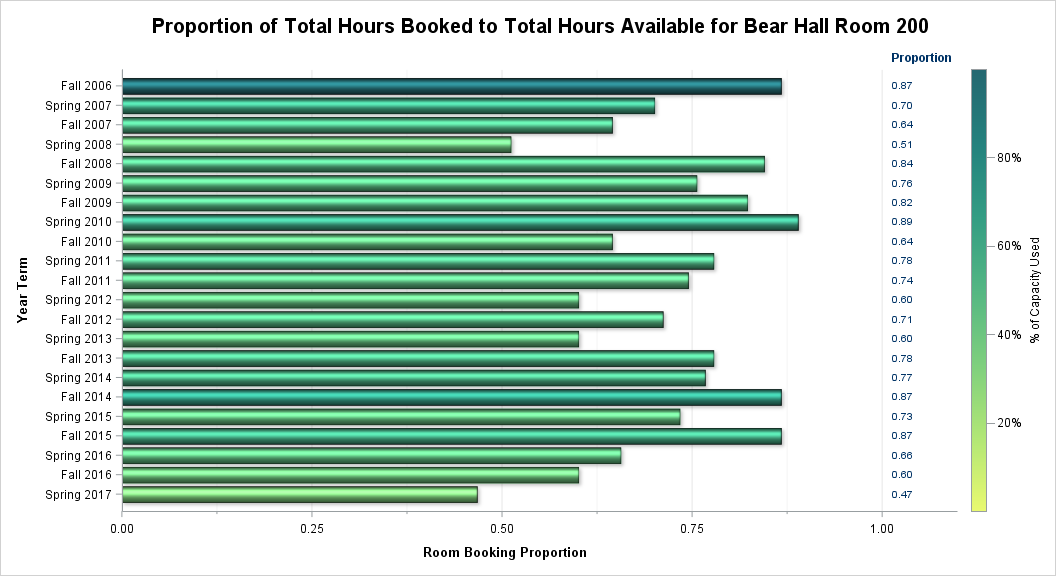 Proportion of Total Hours Booked to Total Hours Available for Bear Hall Room 200
Proportion
Fall 2006 0.87
Spring 2007 0.70
Fall 2007 0.64
Spring 2008 0.51
Fall 2008 0.84
Spring 2009 0.76
Fall 2009 0.82
Spring 2010 0.89
Fall 2010 0.64
Spring 2011 0.78
Fall 2011 0.74
Spring 2012 0.60
Fall 2012 0.71
Spring 2013 0.60
Fall 2013 0.78
Spring 2014 0.77
Fall 2014 0.87
Spring 2015 0.73
Fall 2015 0.87
Spring 2016 0.66
Fall 2016 0.60
Spring 2017 0.47
Year Term
0.00 0.25 0.50 0.75 1.00
Room Booking Proportion
80%
60%
40%
20%
% of Capacity Used